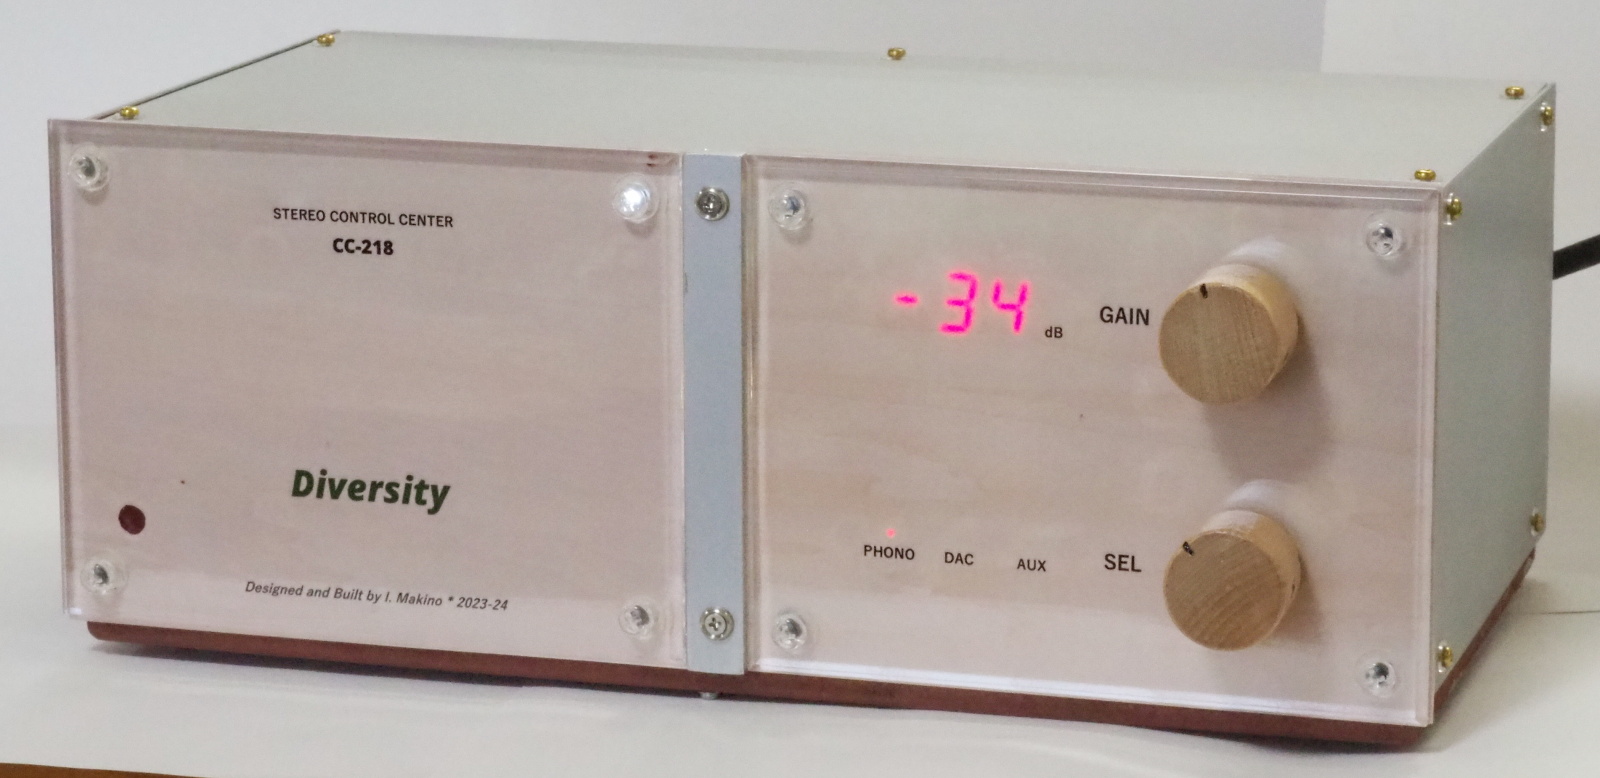 STEREO CONTROL CENTER
CC-218
Diversity
Designed and Built by I. Makino * 2023-24
-34 dB
GAIN
PHONO DAC AUX
SEL